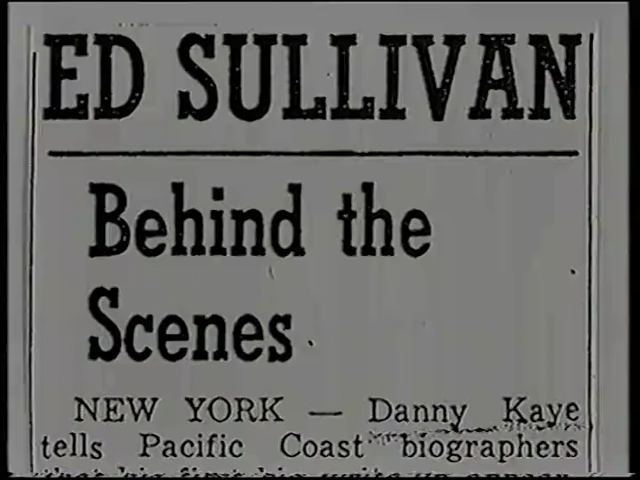 ED SULLIVAN
Behind the
Scenes
NEW YORK — Danny Kaye
tells Pacific Coast biographers